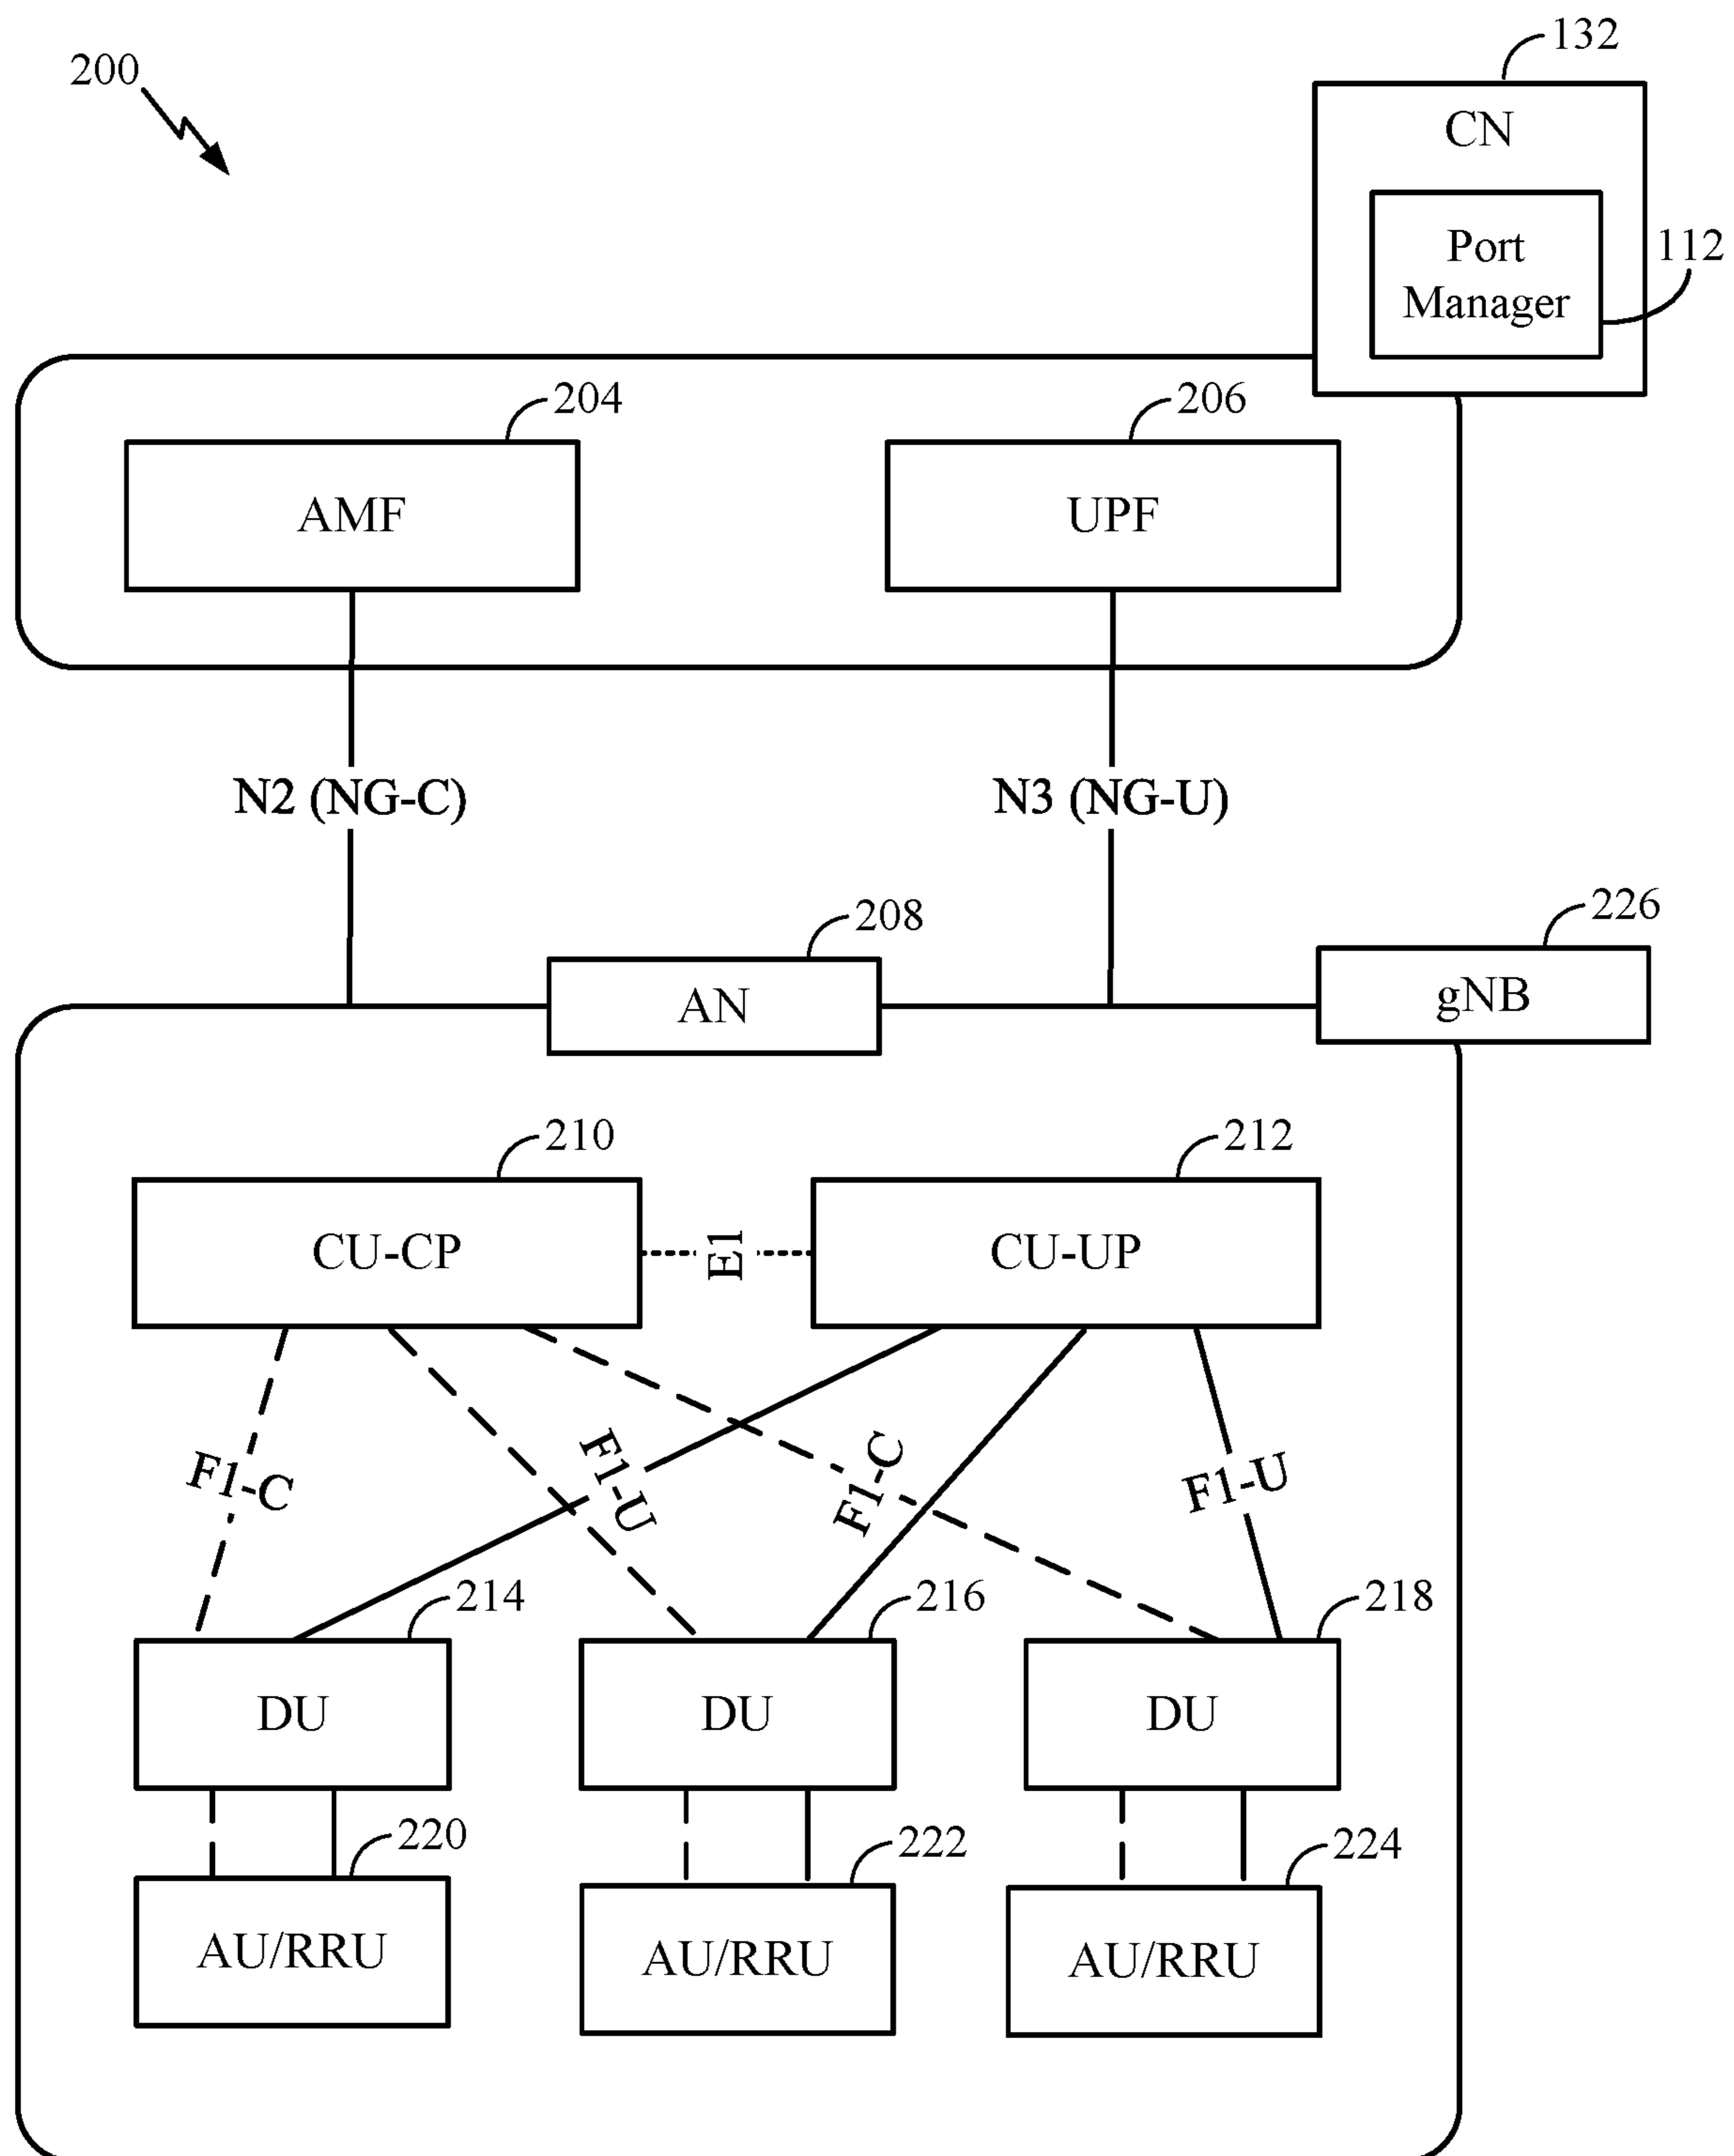 200
132
CN
Port
Manager
112
204
206
AMF
UPF
N2 (NG-C)
N3 (NG-U)
208
226
AN
gNB
210
212
CU-CP
E1
CU-UP
F1-C
F1-U
F1-C
F1-U
214
216
218
DU
DU
DU
220
222
224
AU/RRU
AU/RRU
AU/RRU